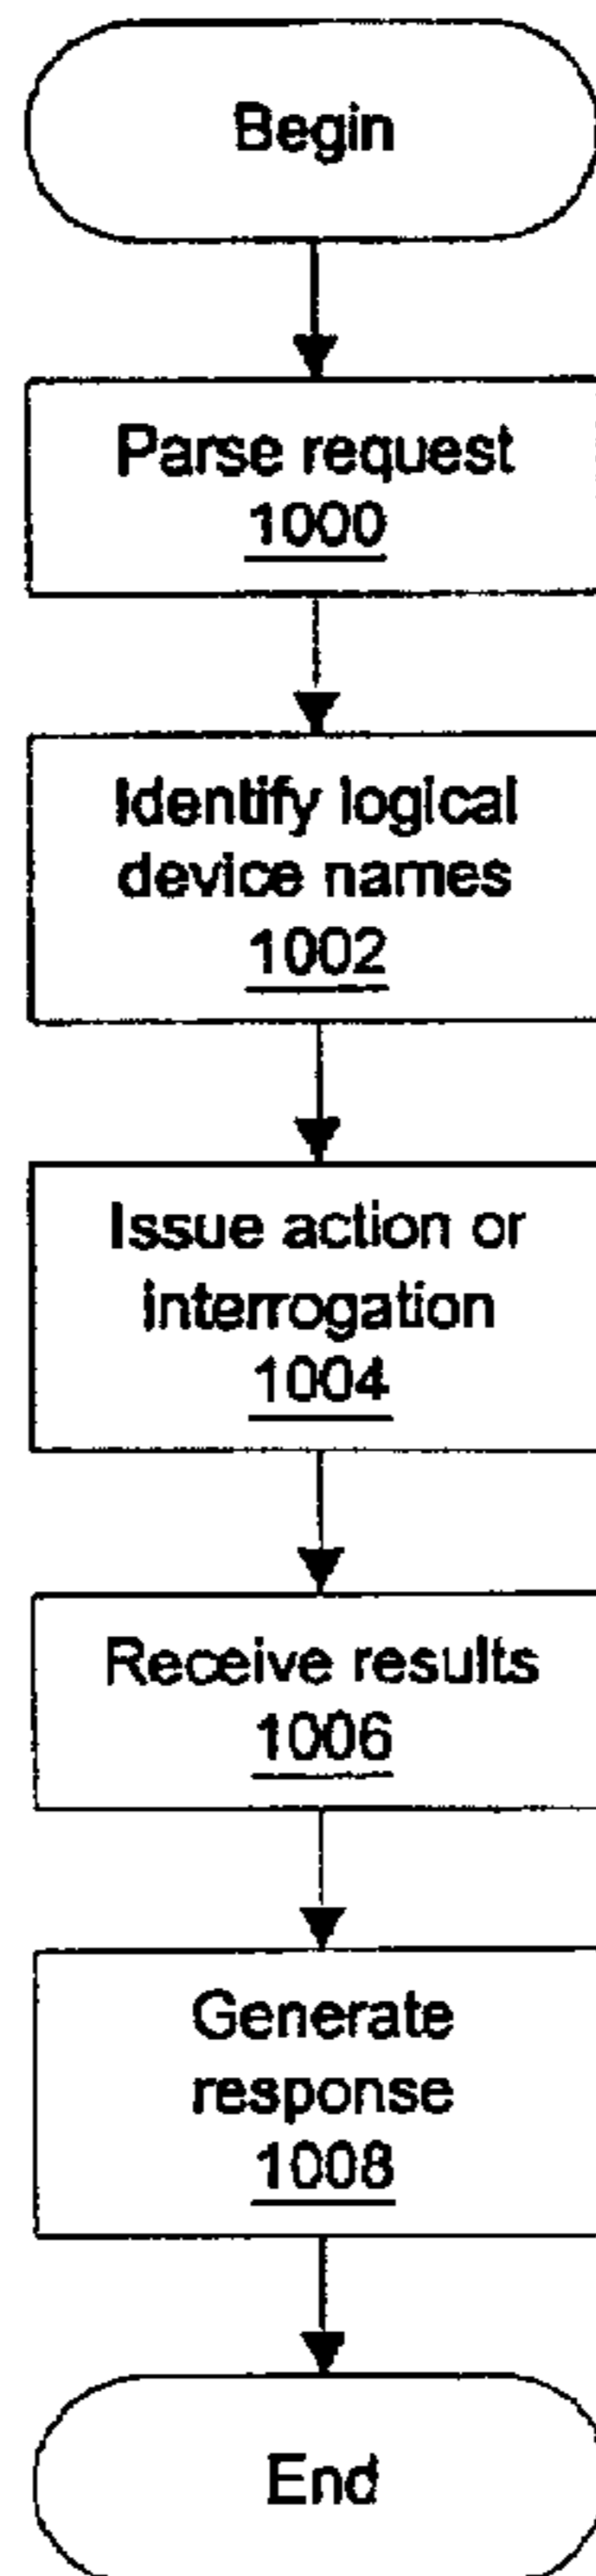 Begin
Parse request
1000
Identify logical
device names
1002
Issue action or
interrogation
1004
Receive results
1006
Generate
response
1008
End